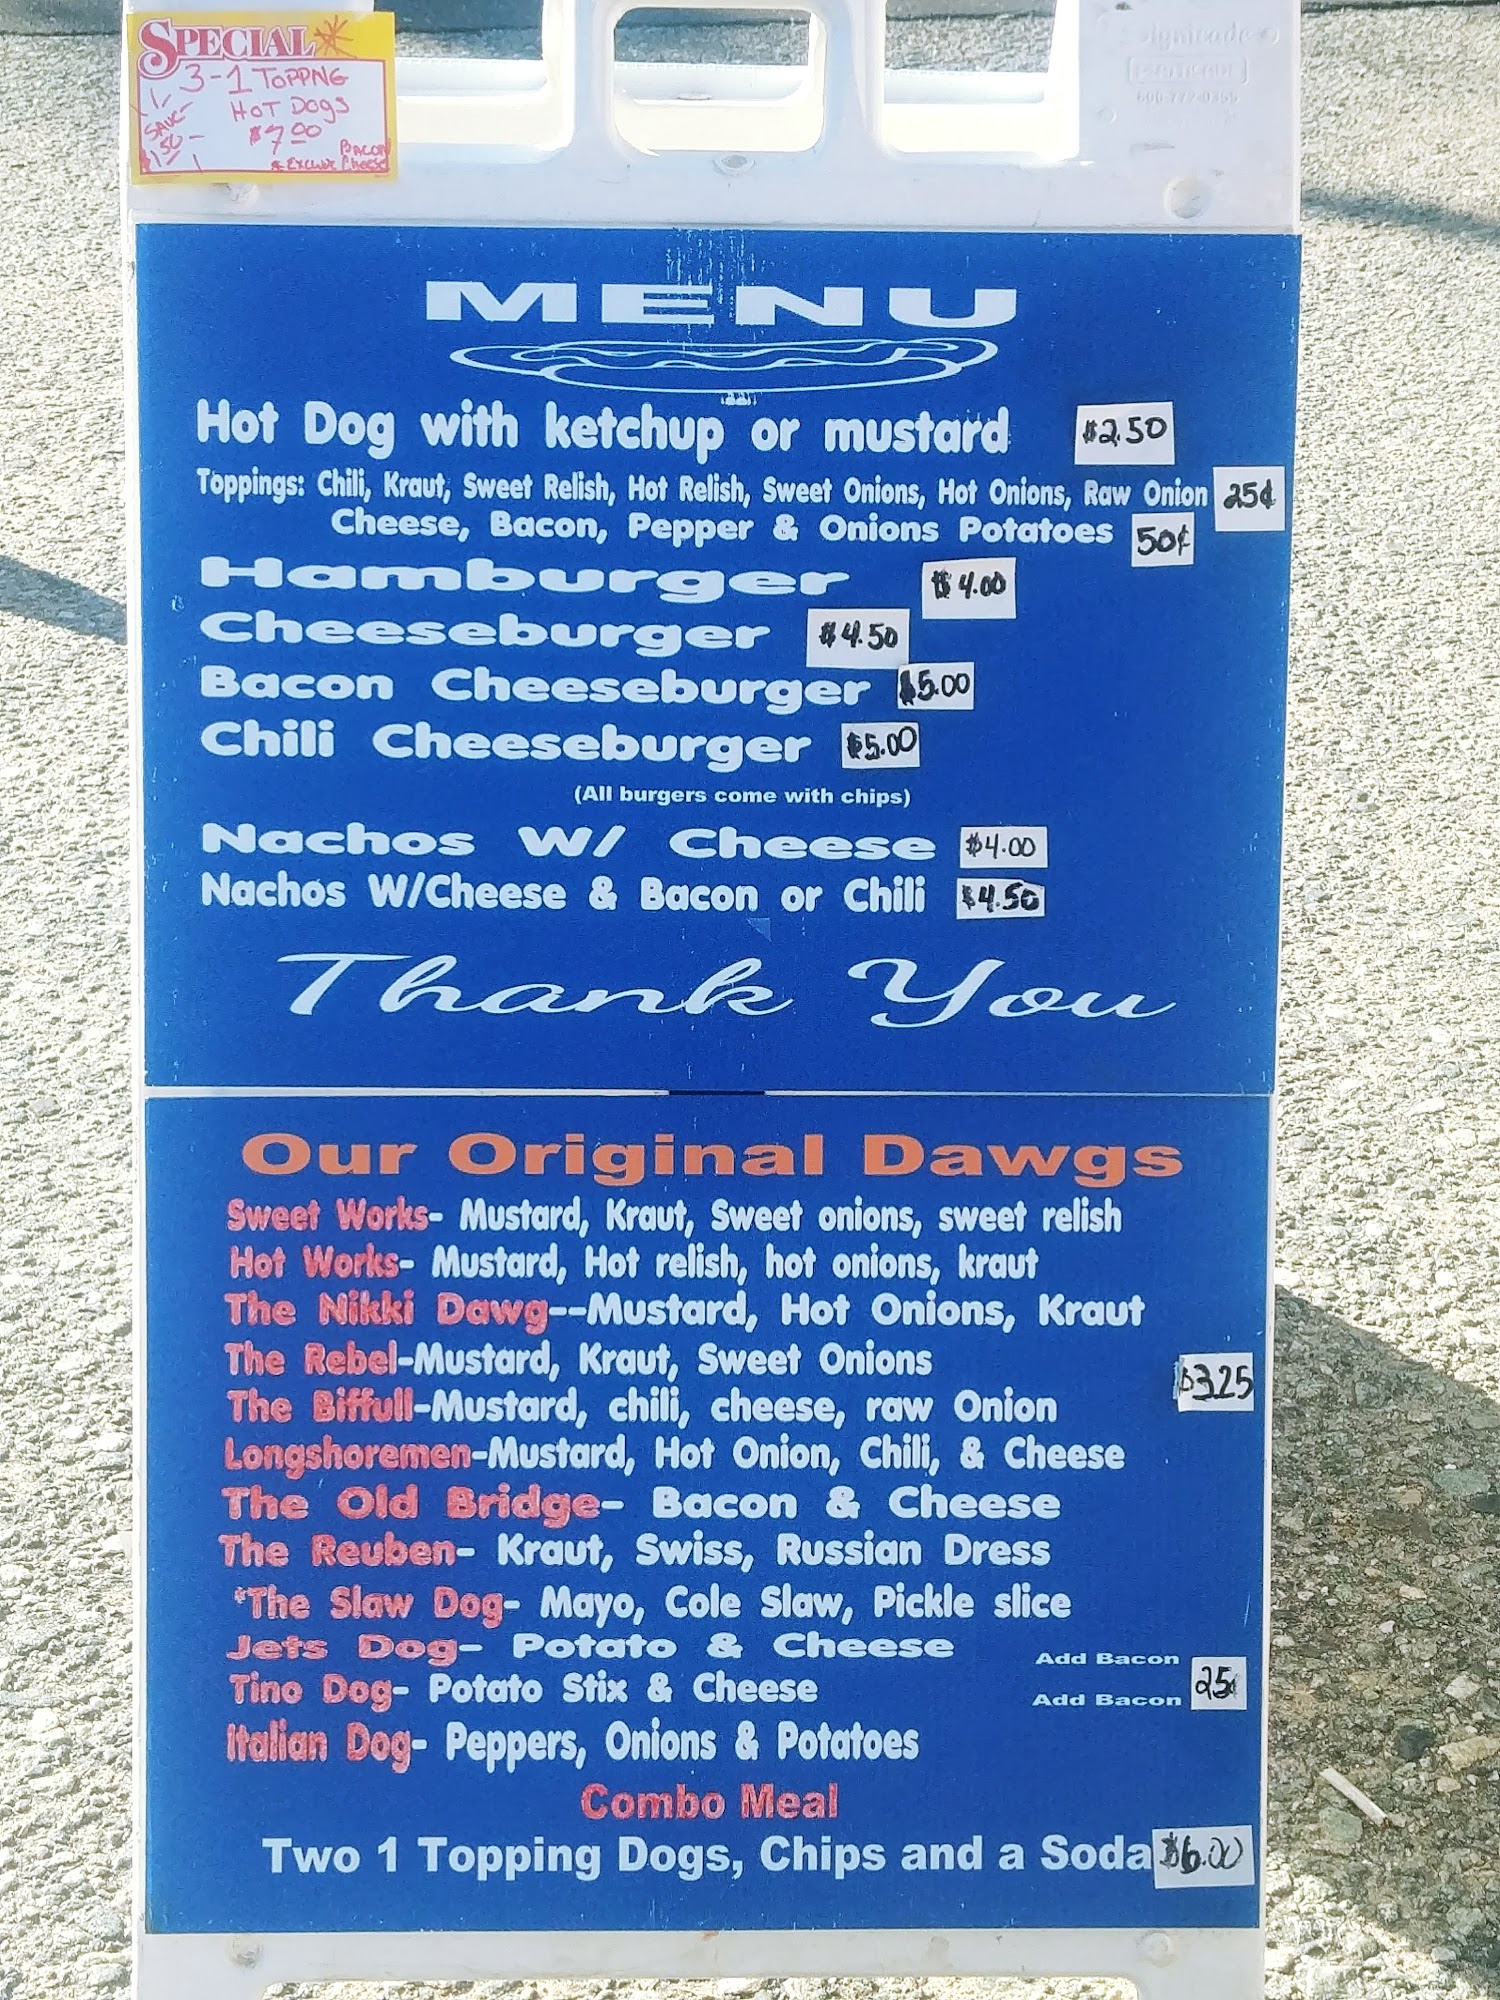 SPECIAL
3-1 TOPPNG
HOT DOGS
$7.00
SAVE
$1.50
BACON
& EXCLUDE CHEESE
Signicade
800-772-0355
MENU
Hot Dog with ketchup or mustard $2.50
Toppings: Chili, Kraut, Sweet Relish, Hot Relish, Sweet Onions, Hot Onions, Raw Onion 25¢
Cheese, Bacon, Pepper & Onions Potatoes 50¢
Hamburger $4.00
Cheeseburger $4.50
Bacon Cheeseburger $5.00
Chili Cheeseburger $5.00
(All burgers come with chips)
Nachos W/ Cheese $4.00
Nachos W/Cheese & Bacon or Chili $4.50
Thank You
Our Original Dawgs
Sweet Works- Mustard, Kraut, Sweet onions, sweet relish
Hot Works- Mustard, Hot relish, hot onions, kraut
The Nikki Dawg--Mustard, Hot Onions, Kraut
The Rebel-Mustard, Kraut, Sweet Onions
$3.25
The Biffull-Mustard, chili, cheese, raw Onion
Longshoremen-Mustard, Hot Onion, Chili, & Cheese
The Old Bridge- Bacon & Cheese
The Reuben- Kraut, Swiss, Russian Dress
*The Slaw Dog- Mayo, Cole Slaw, Pickle slice
Jets Dog- Potato & Cheese Add Bacon
Tino Dog- Potato Stix & Cheese Add Bacon 25¢
Italian Dog- Peppers, Onions & Potatoes
Combo Meal
Two 1 Topping Dogs, Chips and a Soda $6.00